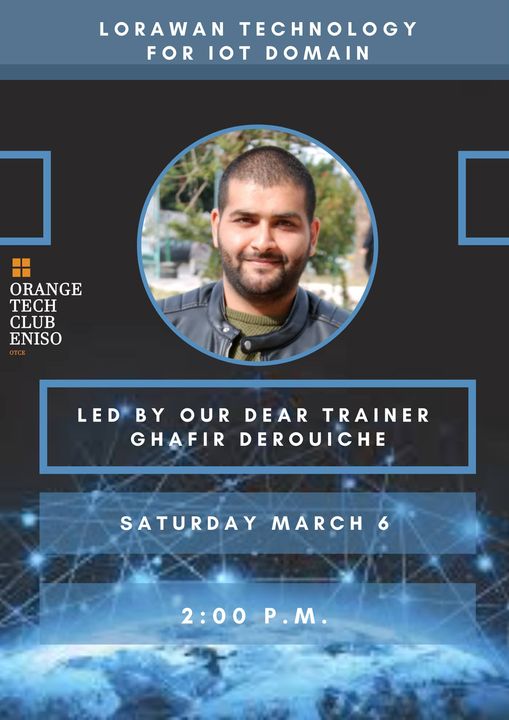 LORAWAN TECHNOLOGY
FOR IOT DOMAIN
ORANGE
TECH
CLUB
ENISO
OTCE
LED BY OUR DEAR TRAINER
GHAFIR DEROUICHE
SATURDAY MARCH 6
2:00 P.M.